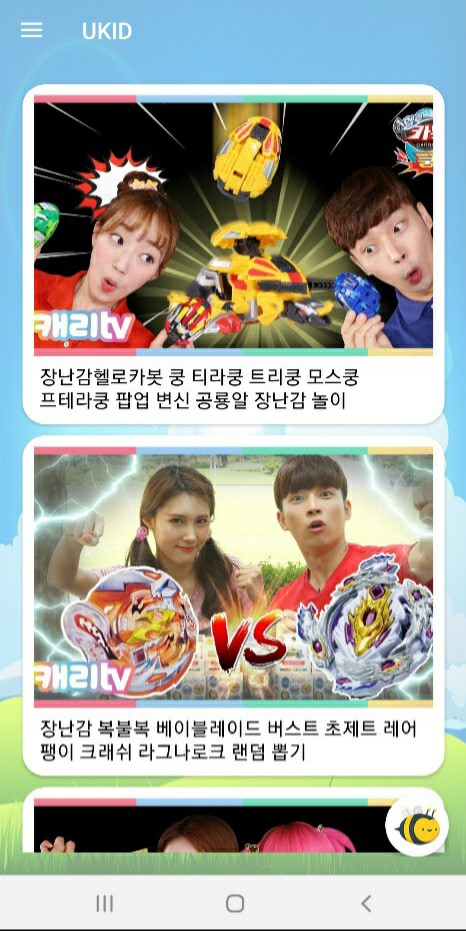 UKID
카봇
캐리tv
장난감헬로카봇 쿵 티라쿵 트리쿵 모스쿵
프테라쿵 팝업 변신 공룡알 장난감 놀이
VS
캐리tv
장난감 복불복 베이블레이드 버스트 초제트 레어
팽이 크래쉬 라그나로크 랜덤 뽑기